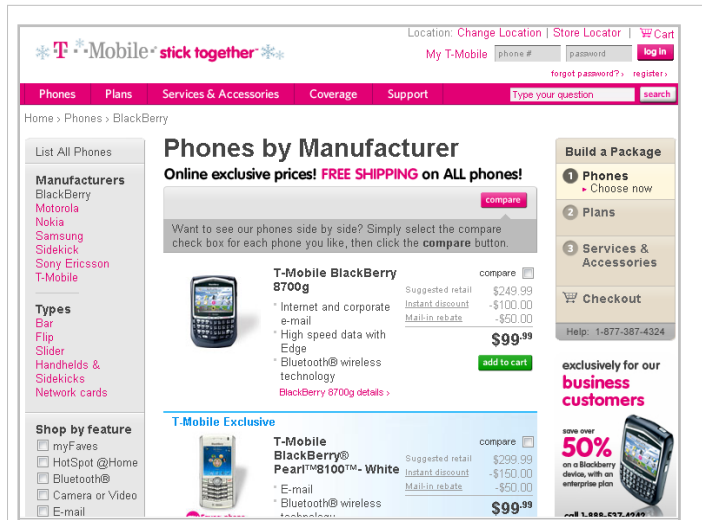 Location: Change Location | Store Locator | Cart
T · Mobile · stick together
My T-Mobile phone # password log in
forgot password? › register ›
Phones Plans Services & Accessories Coverage Support Type your question search
Home › Phones › BlackBerry
List All Phones
Manufacturers
BlackBerry
Motorola
Nokia
Samsung
Sidekick
Sony Ericsson
T-Mobile
Types
Bar
Flip
Slider
Handhelds &
Sidekicks
Network cards
Shop by feature
myFaves
HotSpot @Home
Bluetooth®
Camera or Video
E-mail
Phones by Manufacturer
Online exclusive prices! FREE SHIPPING on ALL phones!
compare
Want to see our phones side by side? Simply select the compare
check box for each phone you like, then click the compare button.
T-Mobile BlackBerry
8700g
Internet and corporate
e-mail
High speed data with
Edge
Bluetooth® wireless
technology
BlackBerry 8700g details ›
compare
Suggested retail $249.99
Instant discount -$100.00
Mail-in rebate -$50.00
$99.99
add to cart
T-Mobile Exclusive
T-Mobile
BlackBerry®
Pearl™8100™- White
E-mail
Bluetooth® wireless
technology
compare
Suggested retail $299.99
Instant discount -$150.00
Mail-in rebate -$50.00
$99.99
Build a Package
1 Phones
▸ Choose now
2 Plans
3 Services &
Accessories
Checkout
Help: 1-877-387-4324
exclusively for our
business
customers
save over
50%
on a Blackberry
device, with an
enterprise plan
call 1-888-537-4242